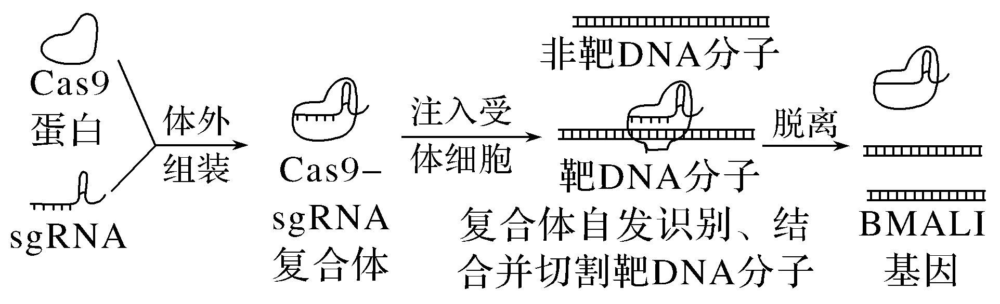 Cas9
蛋白
sgRNA
体外
组装
Cas9–
sgRNA
复合体
注入受
体细胞
非靶DNA分子
靶DNA分子
复合体自发识别、结
合并切割靶DNA分子
脱离
BMALI
基因